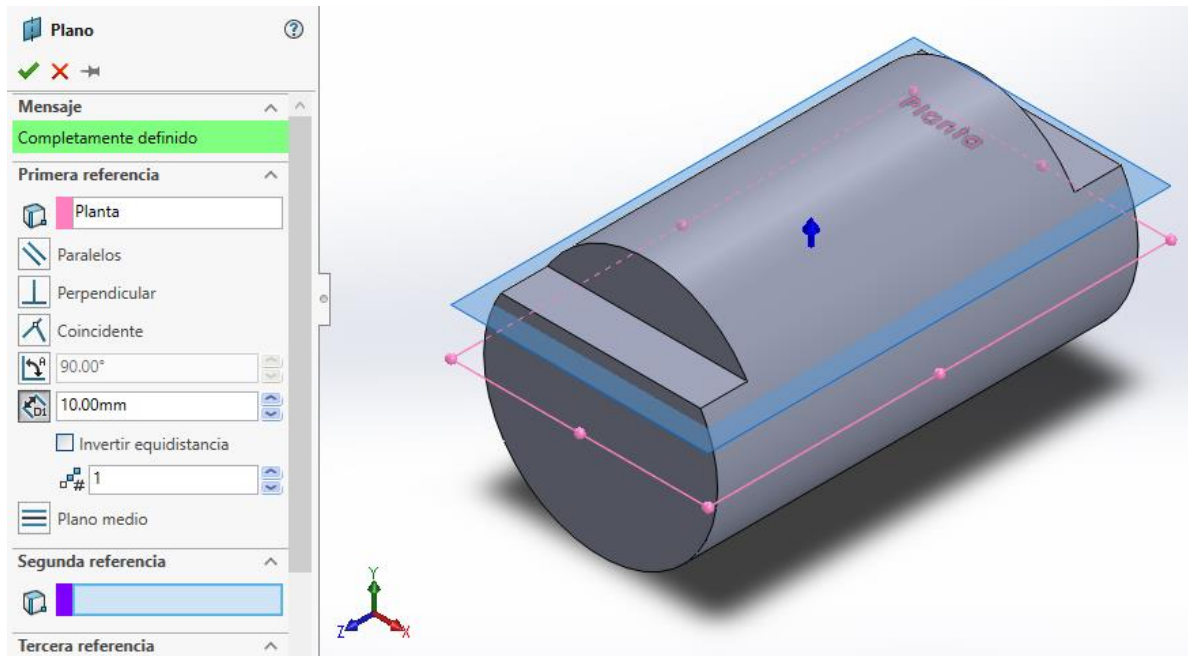 Plano
Mensaje
Completamente definido
Primera referencia
Planta
Paralelos
Perpendicular
Coincidente
90.00°
10.00mm
Invertir equidistancia
# 1
Plano medio
Segunda referencia
Tercera referencia
Planta
Y
Z
X